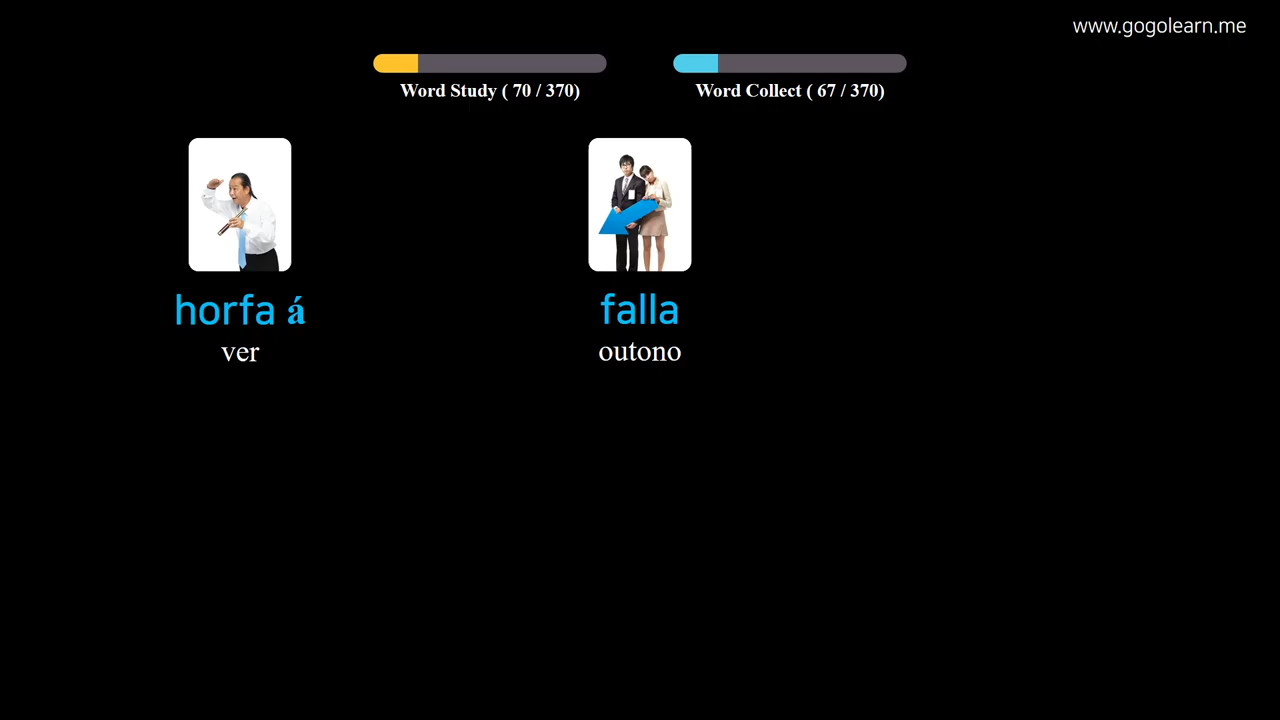 www.gogolearn.me
Word Study ( 70 / 370)
Word Collect ( 67 / 370)
horfa á
falla
ver
outono